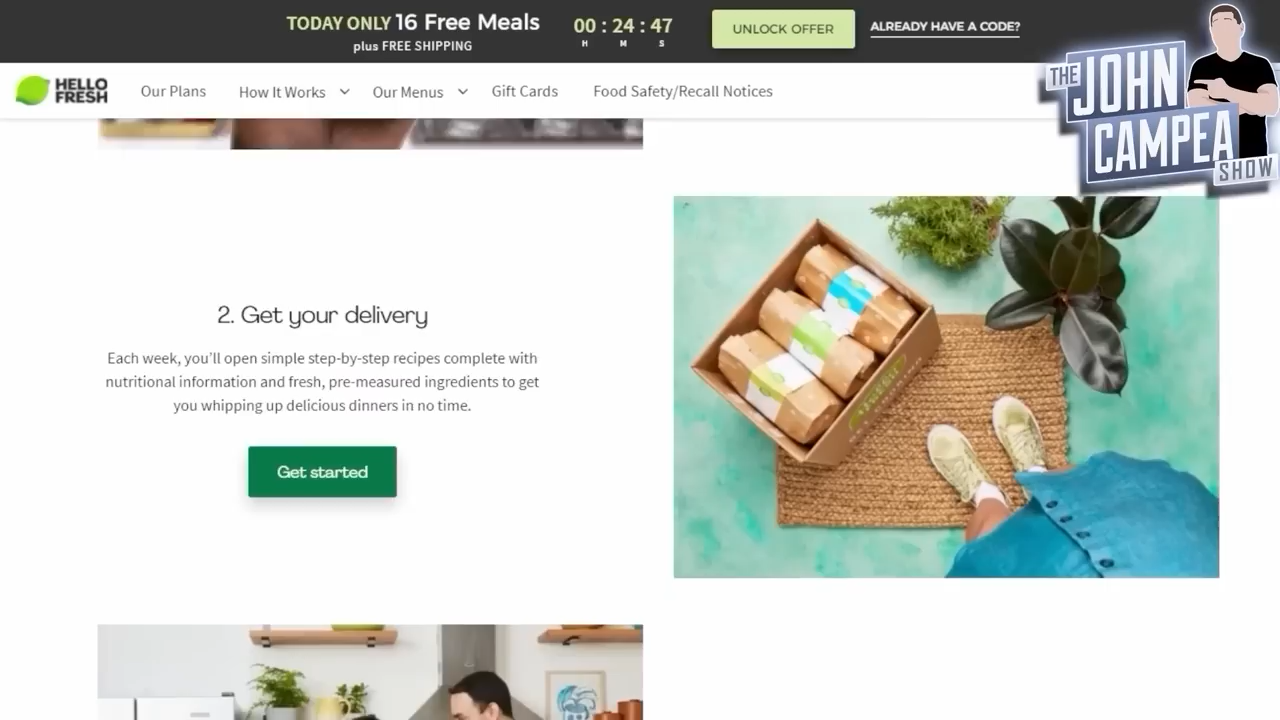 TODAY ONLY 16 Free Meals
plus FREE SHIPPING
00 : 24 : 47
H M S
UNLOCK OFFER
ALREADY HAVE A CODE?
THE
JOHN
CAMPEA
SHOW
HELLO
FRESH
Our Plans
How It Works
Our Menus
Gift Cards
Food Safety/Recall Notices
2. Get your delivery
Each week, you'll open simple step-by-step recipes complete with
nutritional information and fresh, pre-measured ingredients to get
you whipping up delicious dinners in no time.
Get started